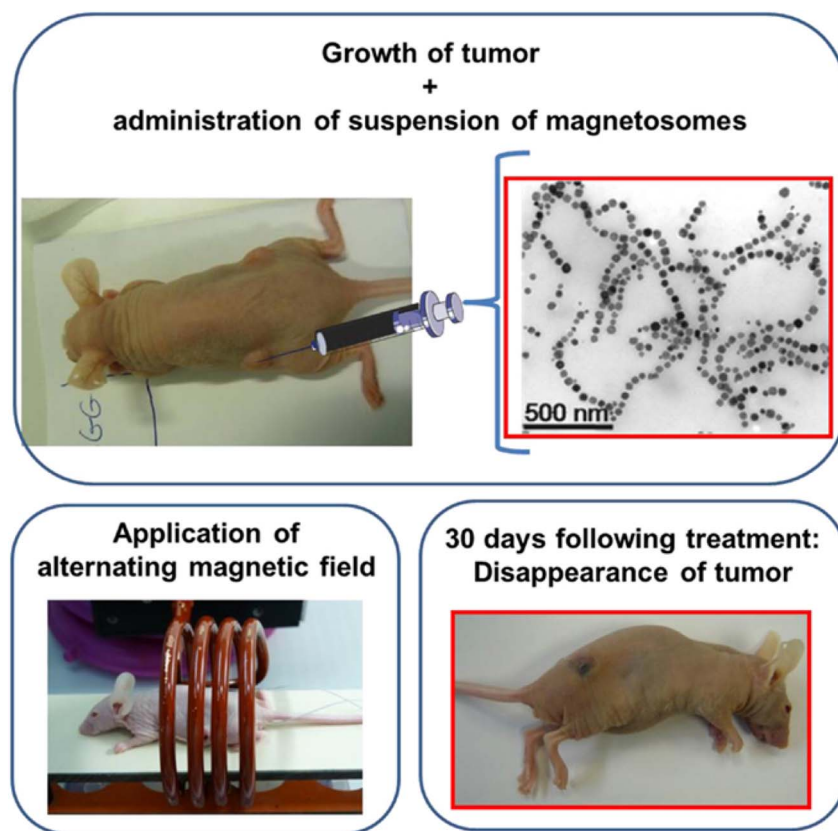 Growth of tumor
+
administration of suspension of magnetosomes
GG
500 nm
Application of
alternating magnetic field
30 days following treatment:
Disappearance of tumor